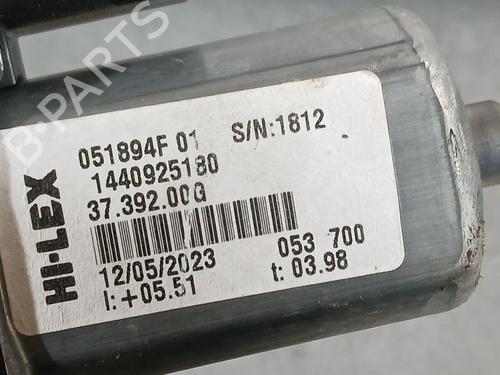 B-PARTS
HI-LEX
051894F 01 S/N:1812
1440925180
37.392.00G
053 700
12/05/2023
I:+05.51 t:03.98